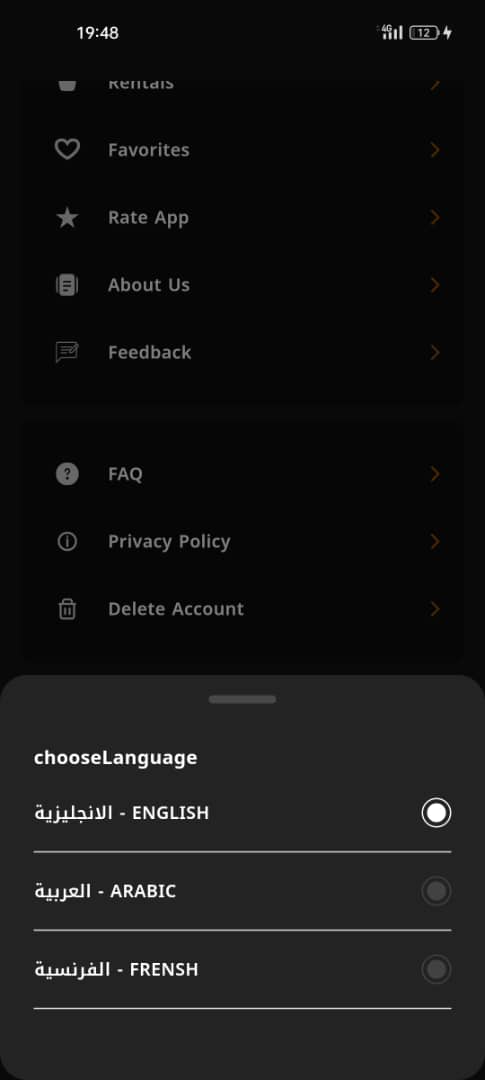 19:48
4G
12
Rentals
Favorites
Rate App
About Us
Feedback
FAQ
Privacy Policy
Delete Account
chooseLanguage
الانجليزية - ENGLISH
العربية - ARABIC
الفرنسية - FRENSH